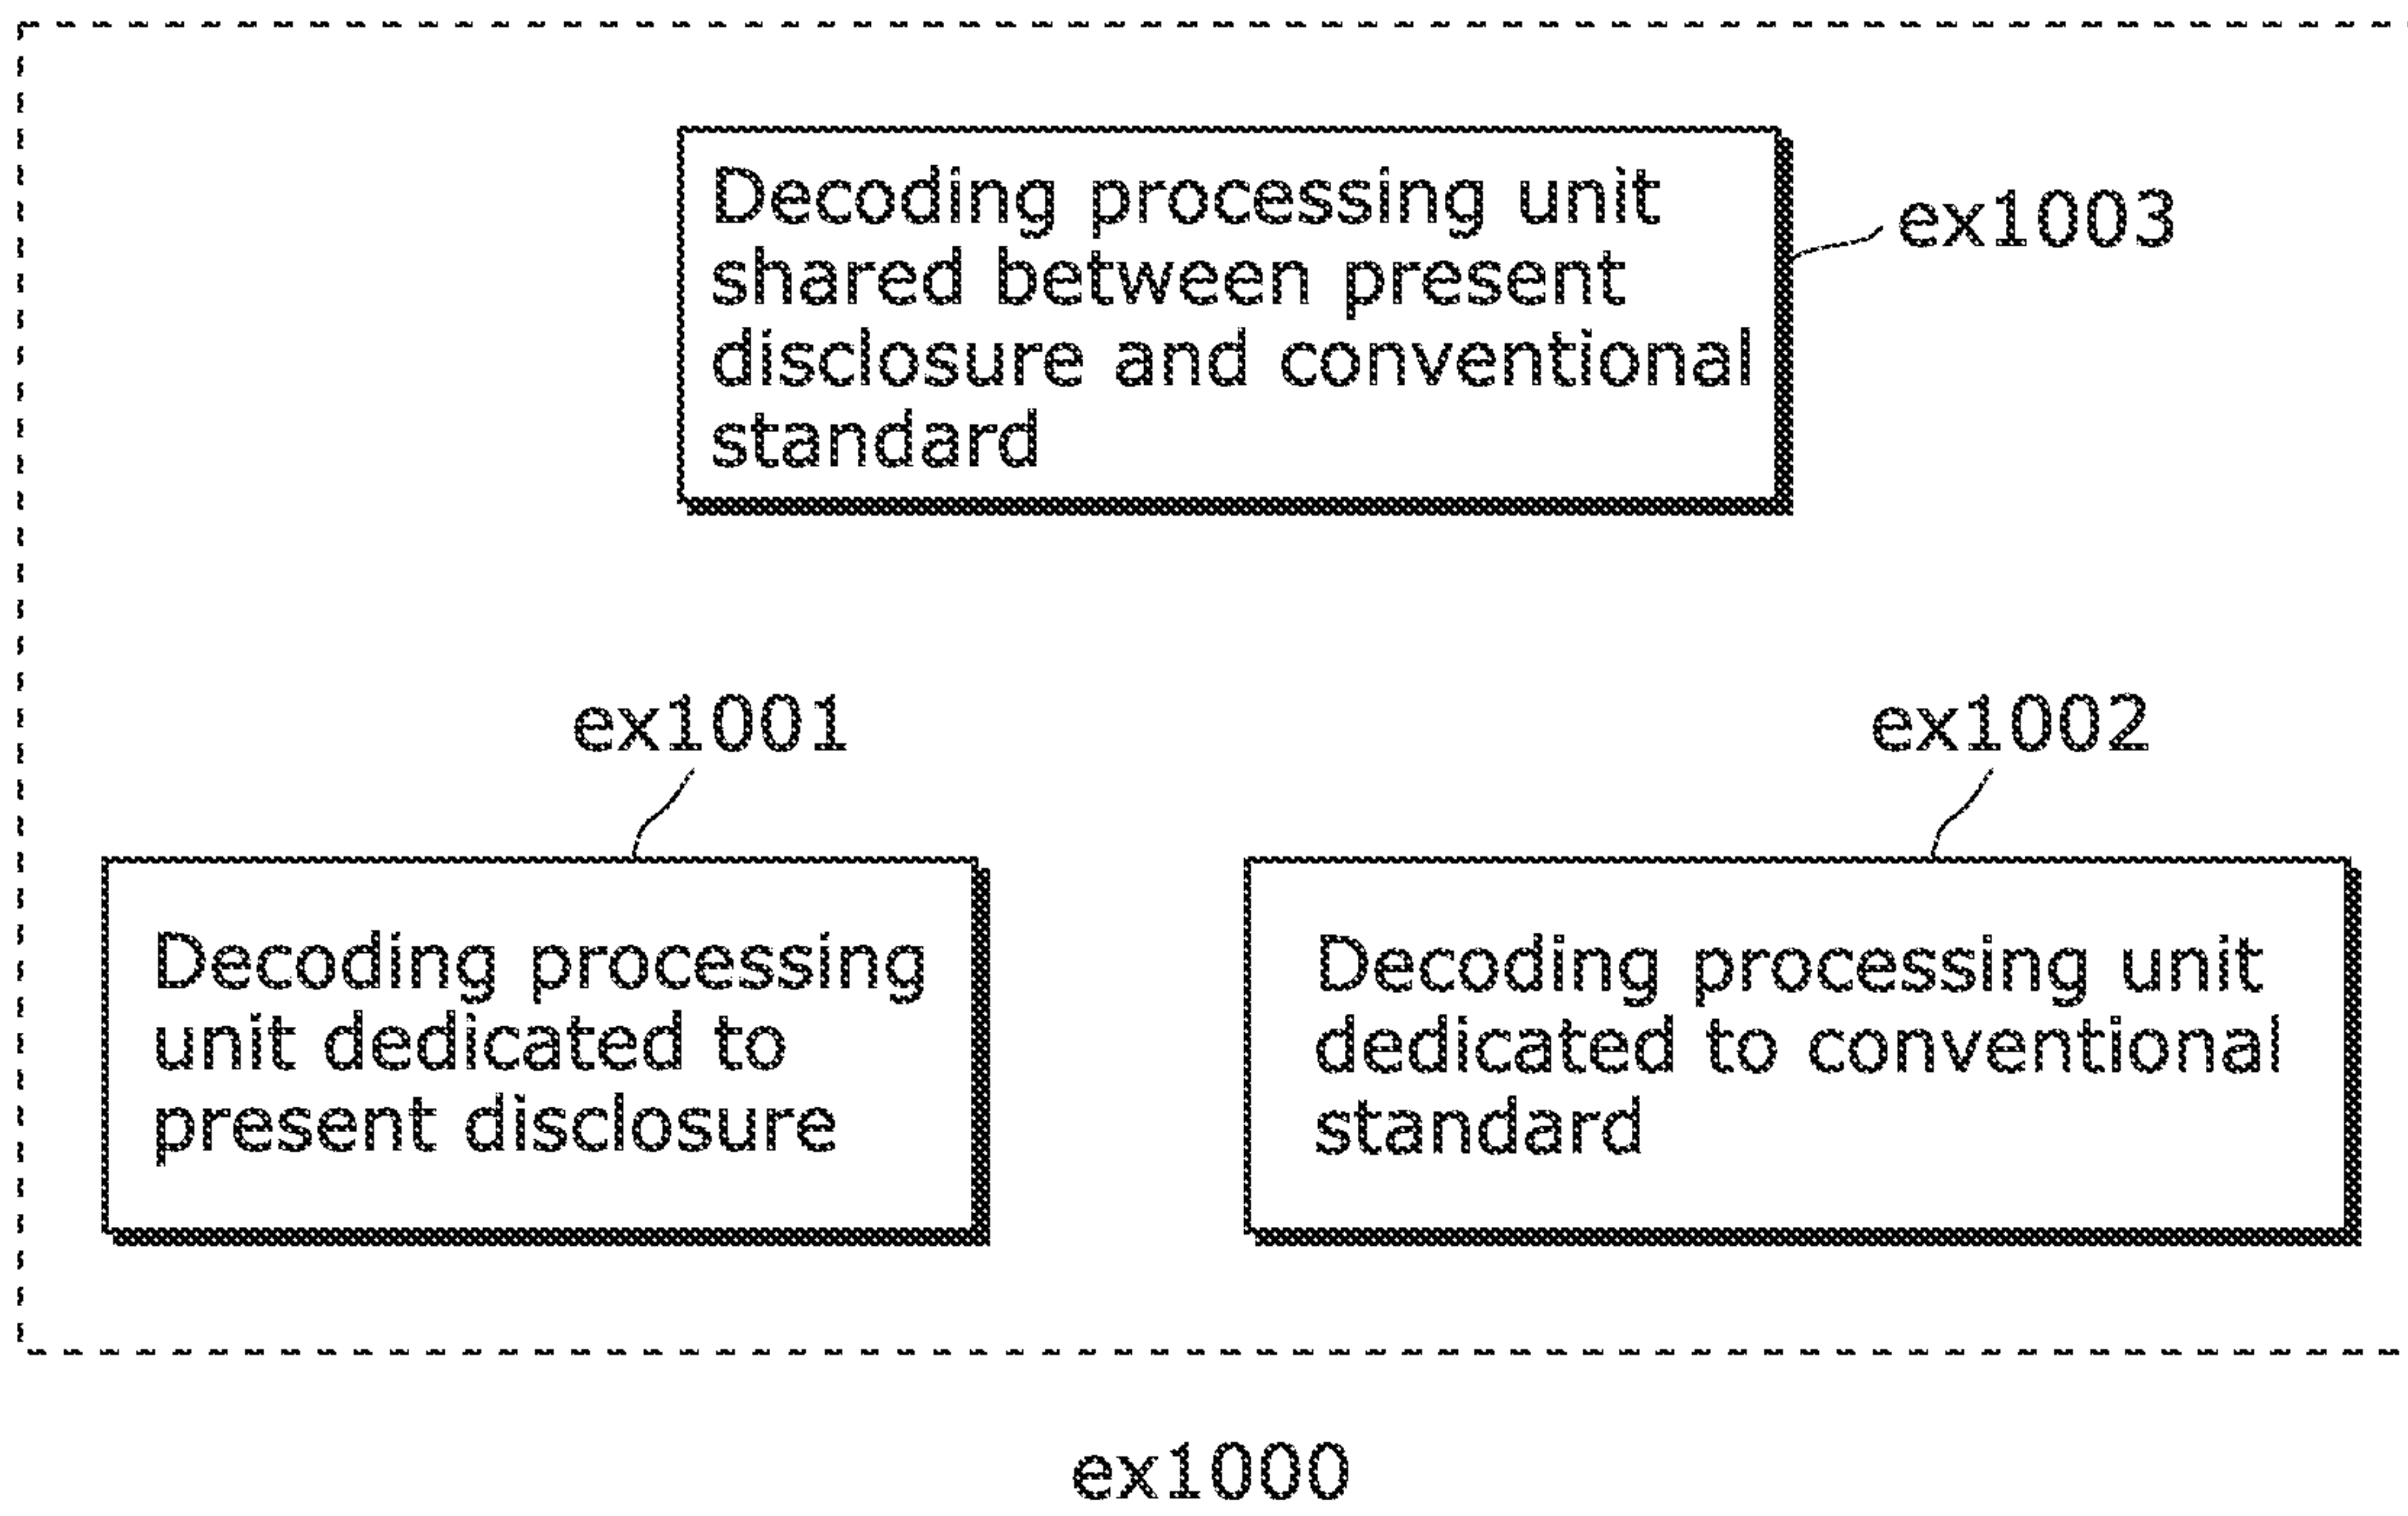 Decoding processing unit
shared between present
disclosure and conventional
standard
ex1003
ex1001
ex1002
Decoding processing
unit dedicated to
present disclosure
Decoding processing unit
dedicated to conventional
standard
ex1000